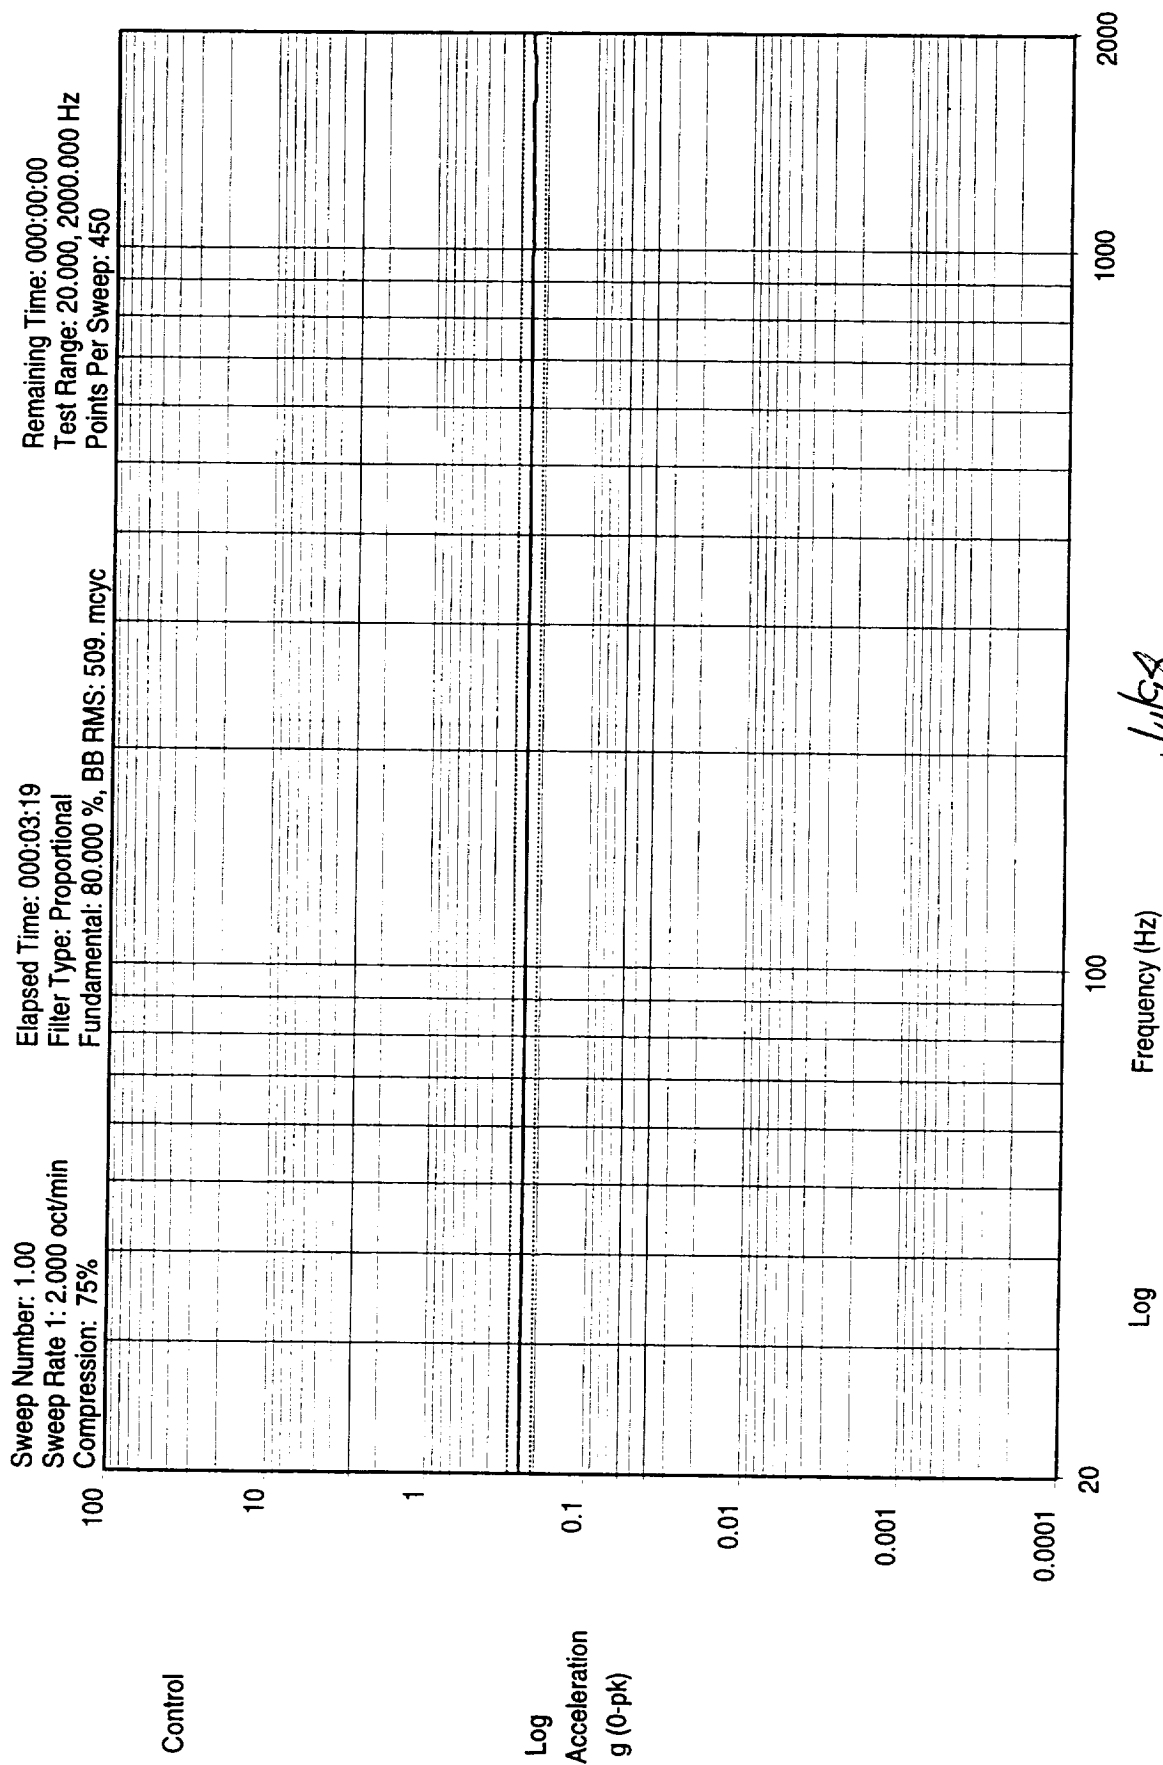 Sweep Number: 1.00
Sweep Rate 1: 2.000 oct/min
Compression: 75%
Elapsed Time: 000:03:19
Filter Type: Proportional
Fundamental: 80.000 %, BB RMS: 509. mcyc
Remaining Time: 000:00:00
Test Range: 20.000, 2000.000 Hz
Points Per Sweep: 450
Control
100
10
1
0.1
0.01
0.001
0.0001
Log
Acceleration
g (0-pk)
20
100
1000
2000
Log
Frequency (Hz)